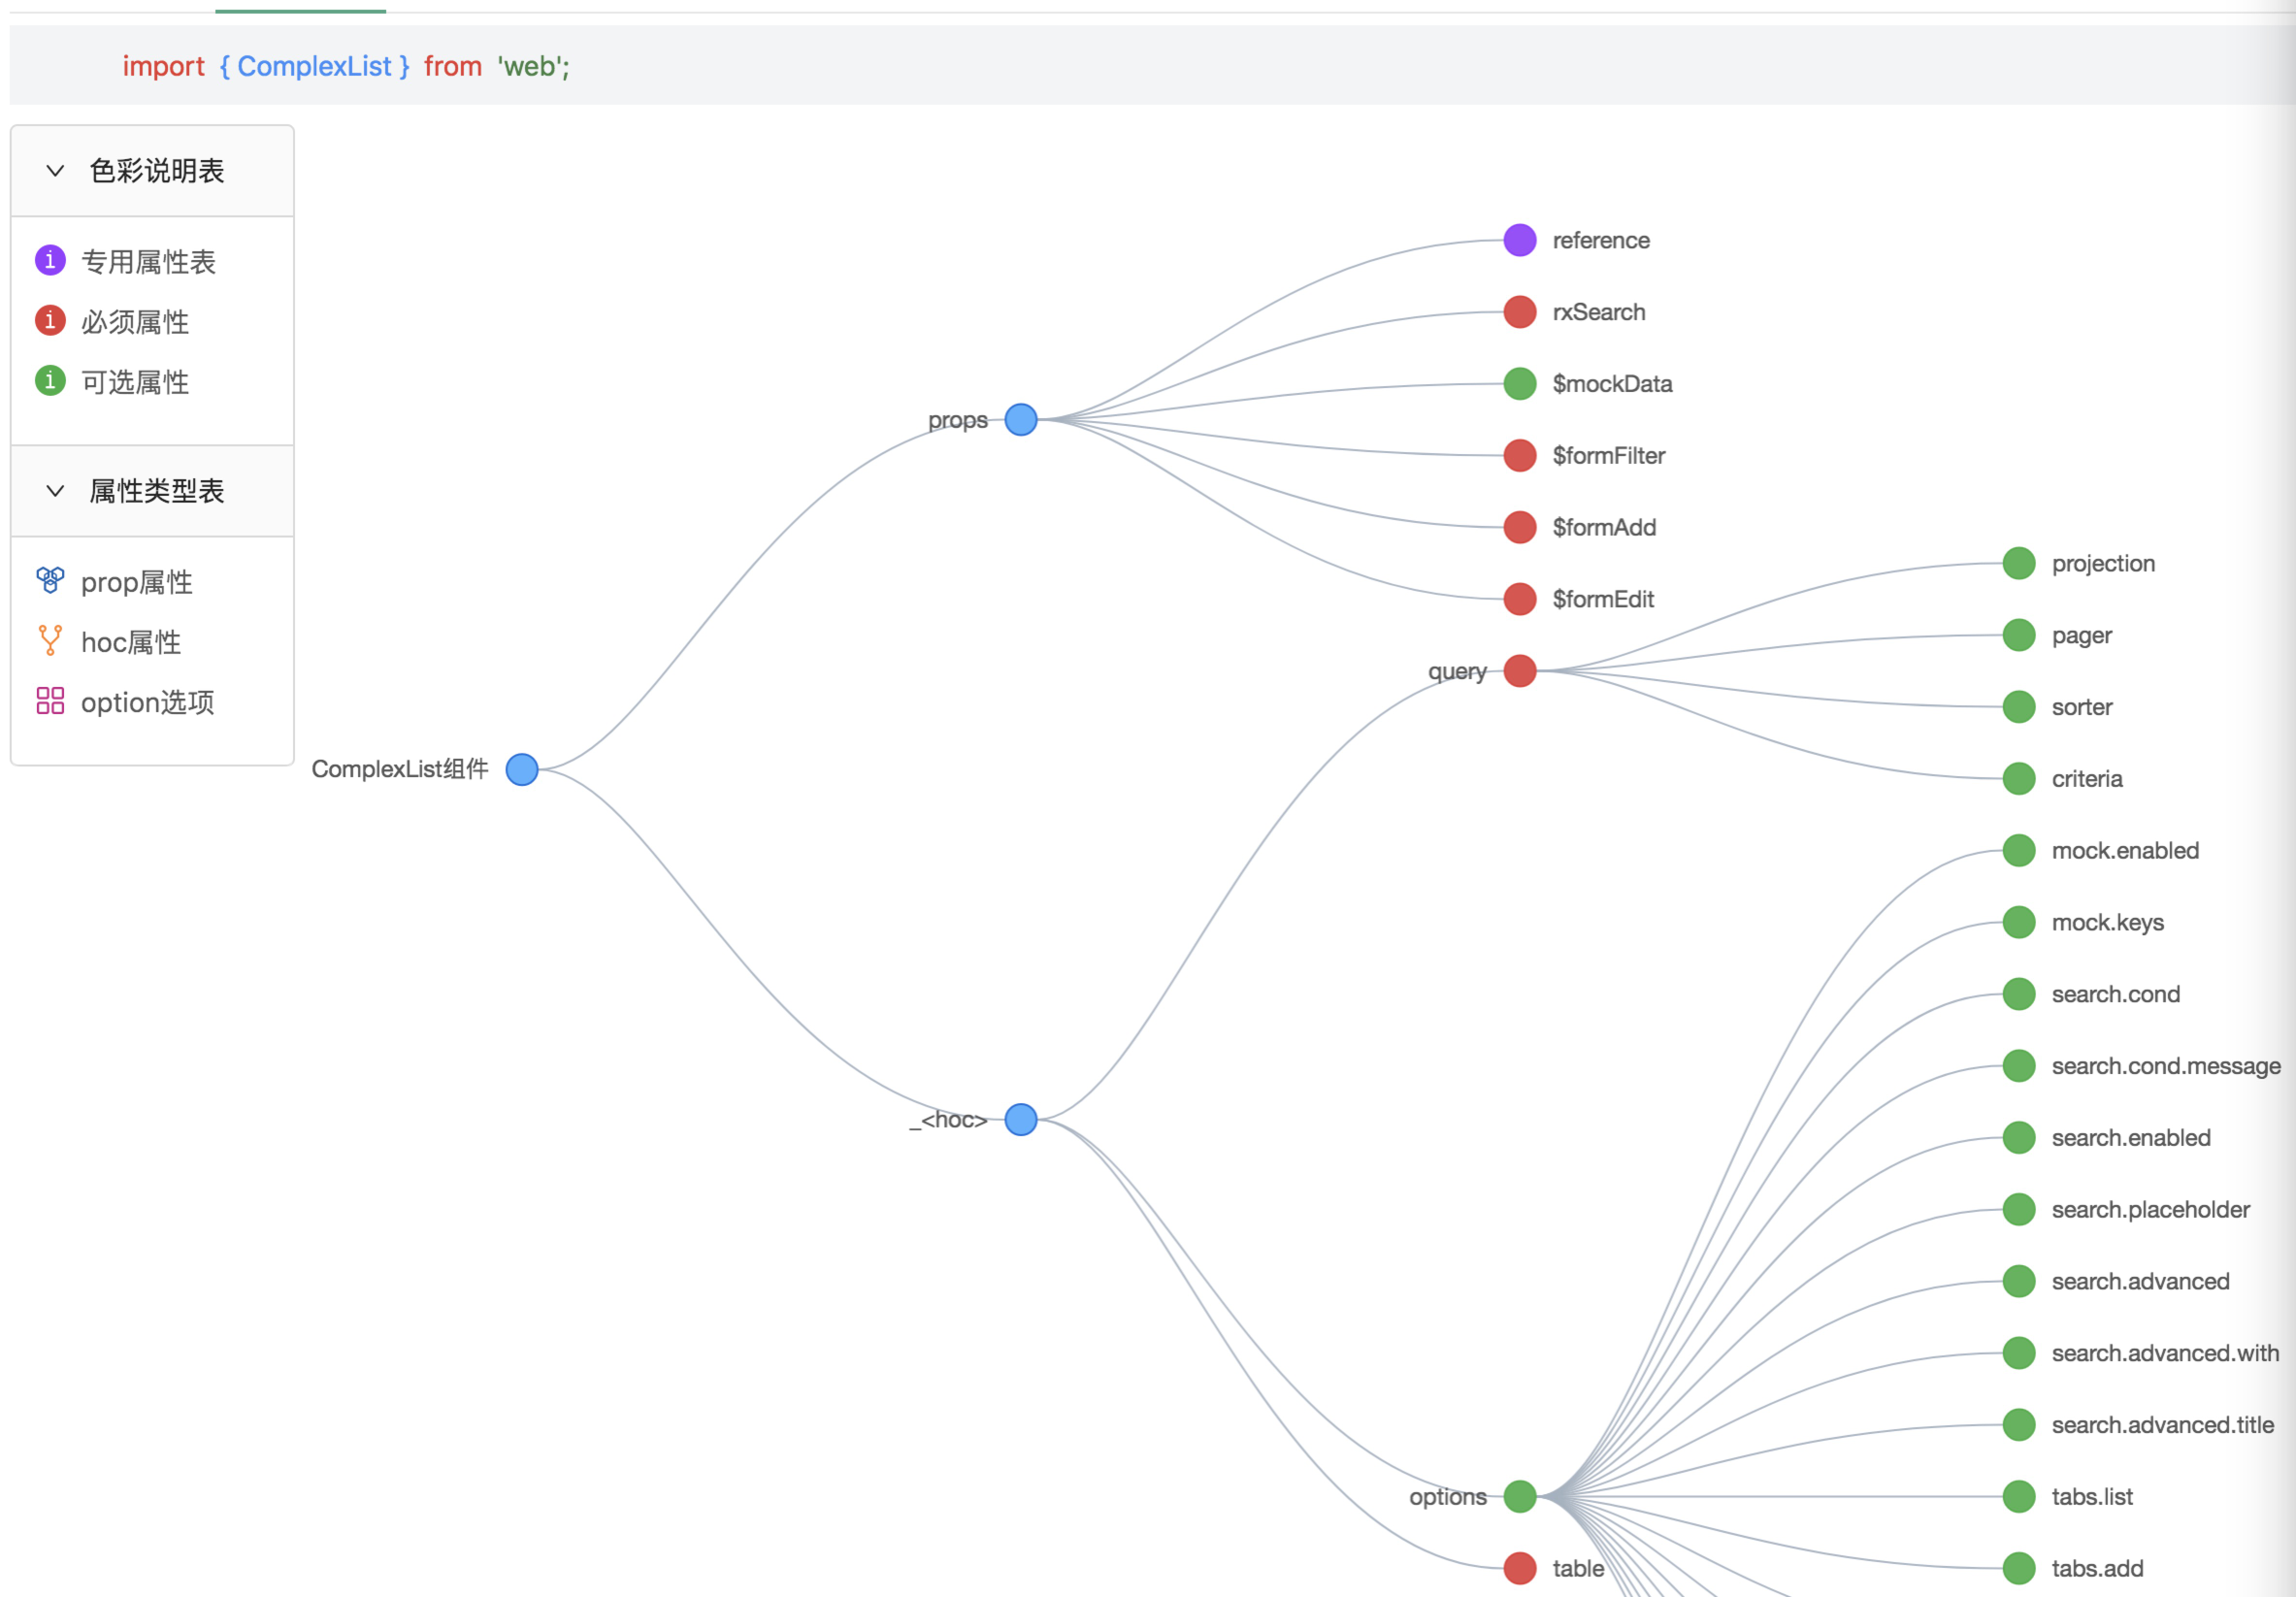 import { ComplexList } from 'web';
色彩说明表
专用属性表
必须属性
可选属性
属性类型表
prop属性
hoc属性
option选项
ComplexList组件
props
reference
rxSearch
$mockData
$formFilter
$formAdd
$formEdit
_<hoc>
query
projection
pager
sorter
criteria
options
mock.enabled
mock.keys
search.cond
search.cond.message
search.enabled
search.placeholder
search.advanced
search.advanced.with
search.advanced.title
tabs.list
tabs.add
table